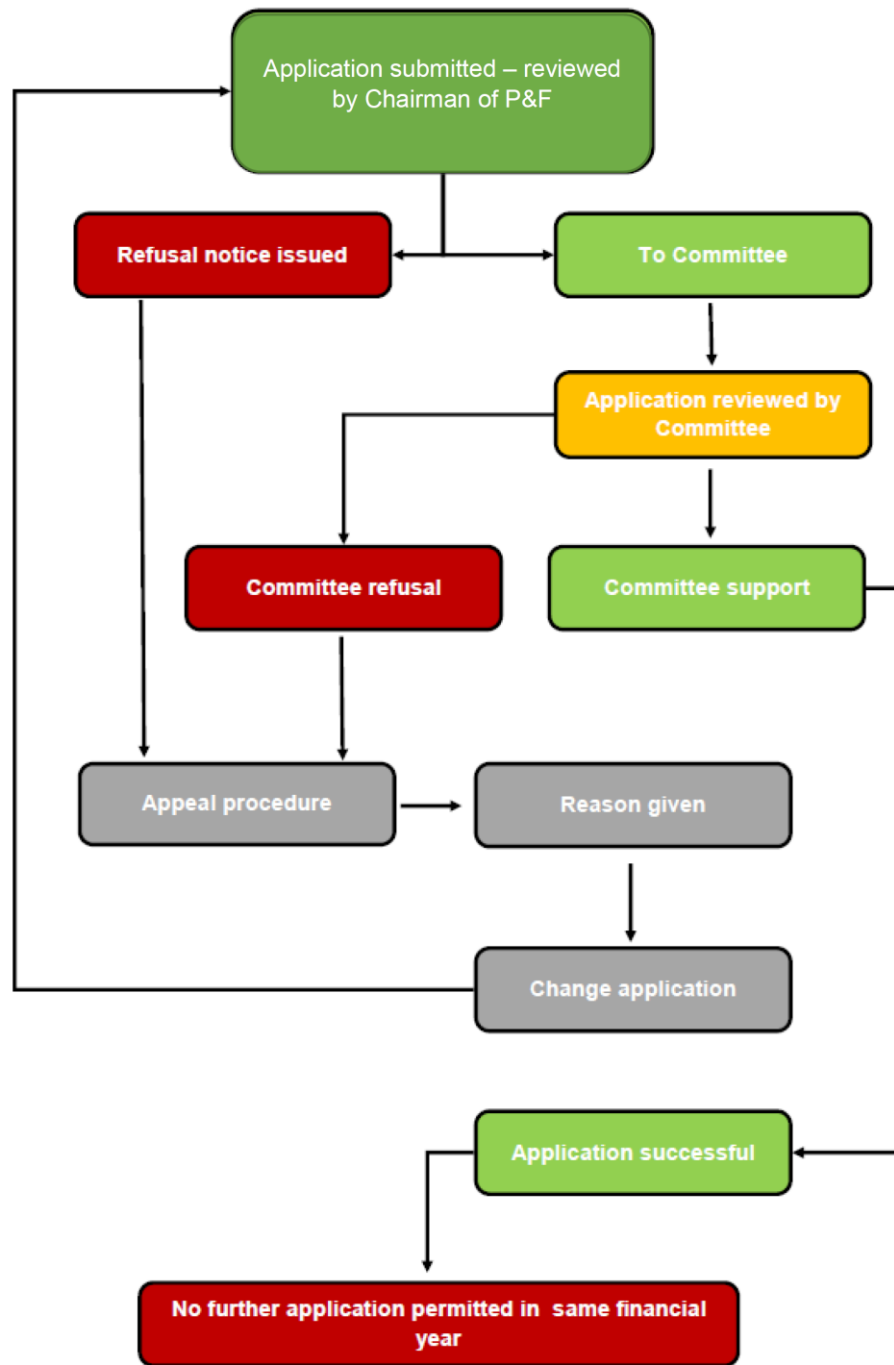 Application submitted – reviewed
by Chairman of P&F
Refusal notice issued
To Committee
Application reviewed by
Committee
Committee refusal
Committee support
Appeal procedure
Reason given
Change application
Application successful
No further application permitted in same financial
year